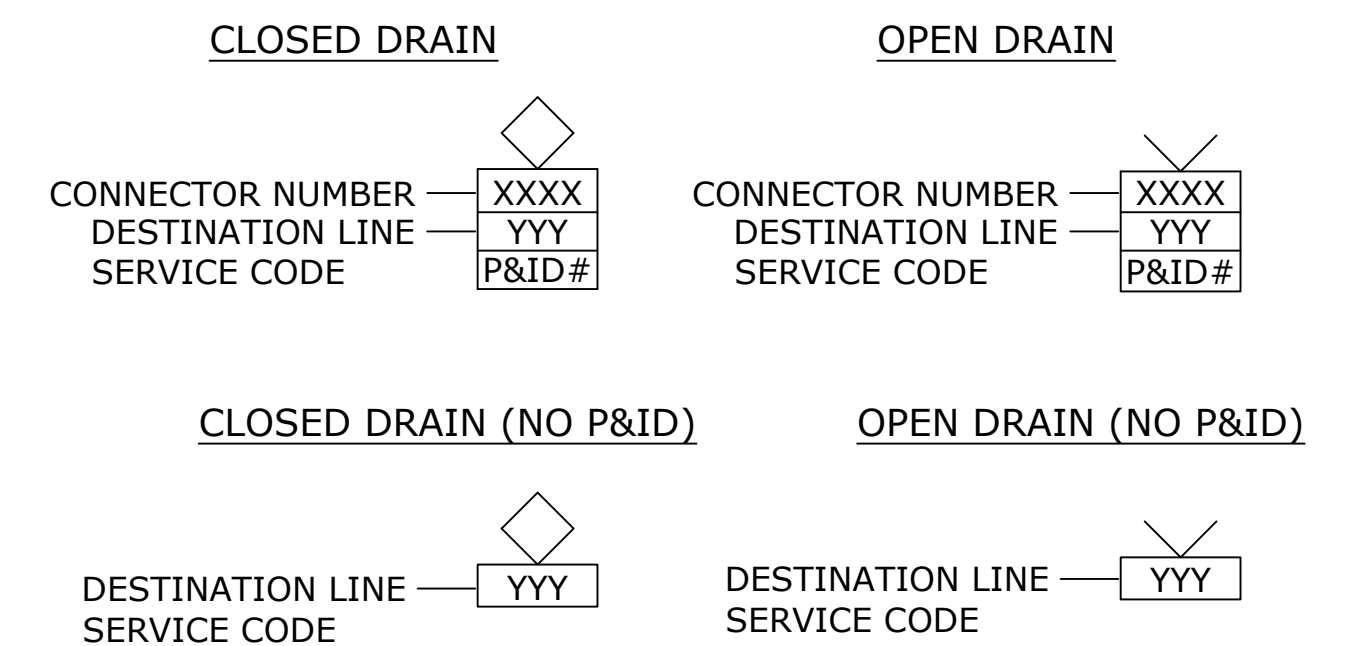 CLOSED DRAIN
CONNECTOR NUMBER XXXX
DESTINATION LINE YYY
SERVICE CODE P&ID#
OPEN DRAIN
CONNECTOR NUMBER XXXX
DESTINATION LINE YYY
SERVICE CODE P&ID#
CLOSED DRAIN (NO P&ID)
DESTINATION LINE YYY
SERVICE CODE
OPEN DRAIN (NO P&ID)
DESTINATION LINE YYY
SERVICE CODE